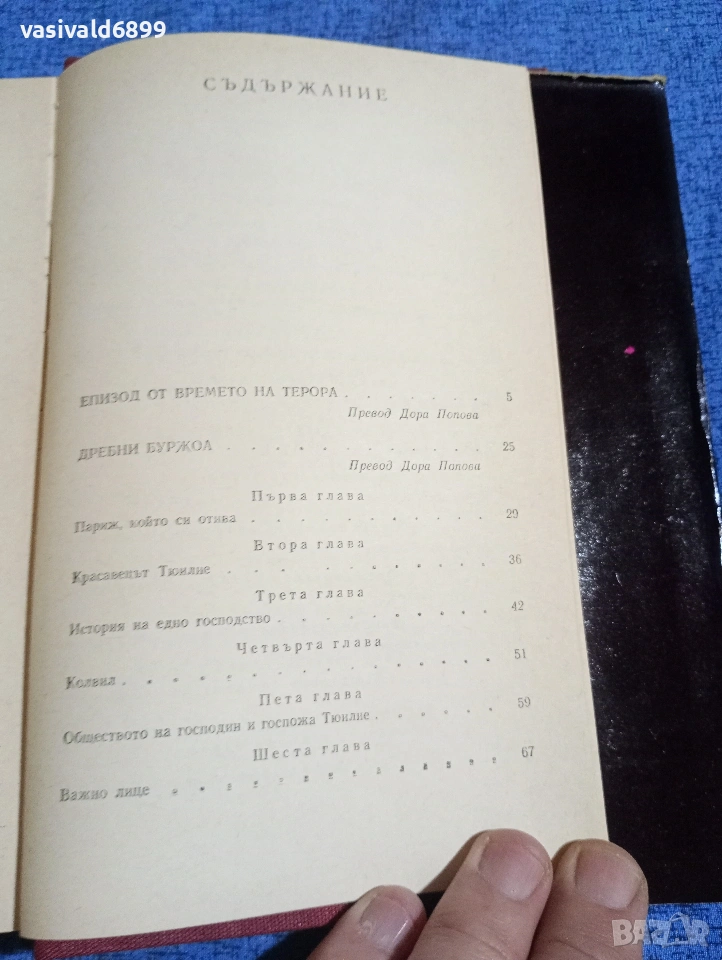 vasivald6899
СЪДЪРЖАНИЕ
ЕПИЗОД ОТ ВРЕМЕТО НА ТЕРОРА . . . . . . . 5
Превод Дора Попова
ДРЕБНИ БУРЖОА . . . . . . . . . . . 25
Превод Дора Попова
Първа глава
Париж, който си отива . . . . . . . . . . . 29
Втора глава
Красавецът Тюилие . . . . . . . . . . . 36
Трета глава
История на едно господство . . . . . . . . . 42
Четвърта глава
Колвил . . . . . . . . . . . . . . . 51
Пета глава
Обществото на господин и госпожа Тюилие . . . . . . 59
Шеста глава
Важно лице . . . . . . . . . . . . . 67
BAZAR